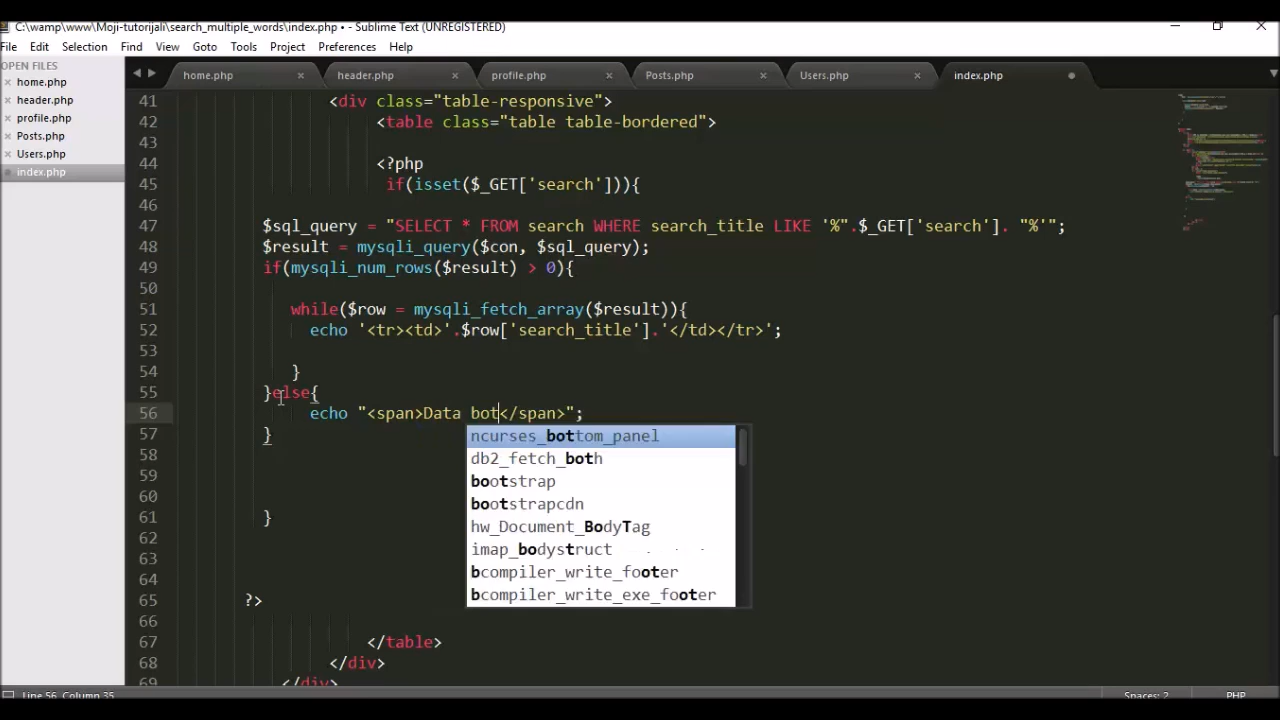 C:\wamp\www\Moji-tutorijali\search_multiple_words\index.php • - Sublime Text (UNREGISTERED)
File Edit Selection Find View Goto Tools Project Preferences Help
OPEN FILES
home.php
header.php
profile.php
Posts.php
Users.php
index.php
home.php header.php profile.php Posts.php Users.php index.php
41 <div class="table-responsive">
42 <table class="table table-bordered">
43
44 <?php
45 if(isset($_GET['search'])){
46
47 $sql_query = "SELECT * FROM search WHERE search_title LIKE '%".$_GET['search']. "%'";
48 $result = mysqli_query($con, $sql_query);
49 if(mysqli_num_rows($result) > 0){
50
51 while($row = mysqli_fetch_array($result)){
52 echo '<tr><td>'.$row['search_title'].'</td></tr>';
53
54 }
55 }else{
56 echo "<span>Data bot</span>";
57 }
58
59
60
61 }
62
63
64
65 ?>
66
67 </table>
68 </div>
69 </div>
ncurses_bottom_panel
db2_fetch_both
bootstrap
bootstrapcdn
hw_Document_BodyTag
imap_bodystruct
bcompiler_write_footer
bcompiler_write_exe_footer
Line 56, Column 35 Spaces: 2 PHP